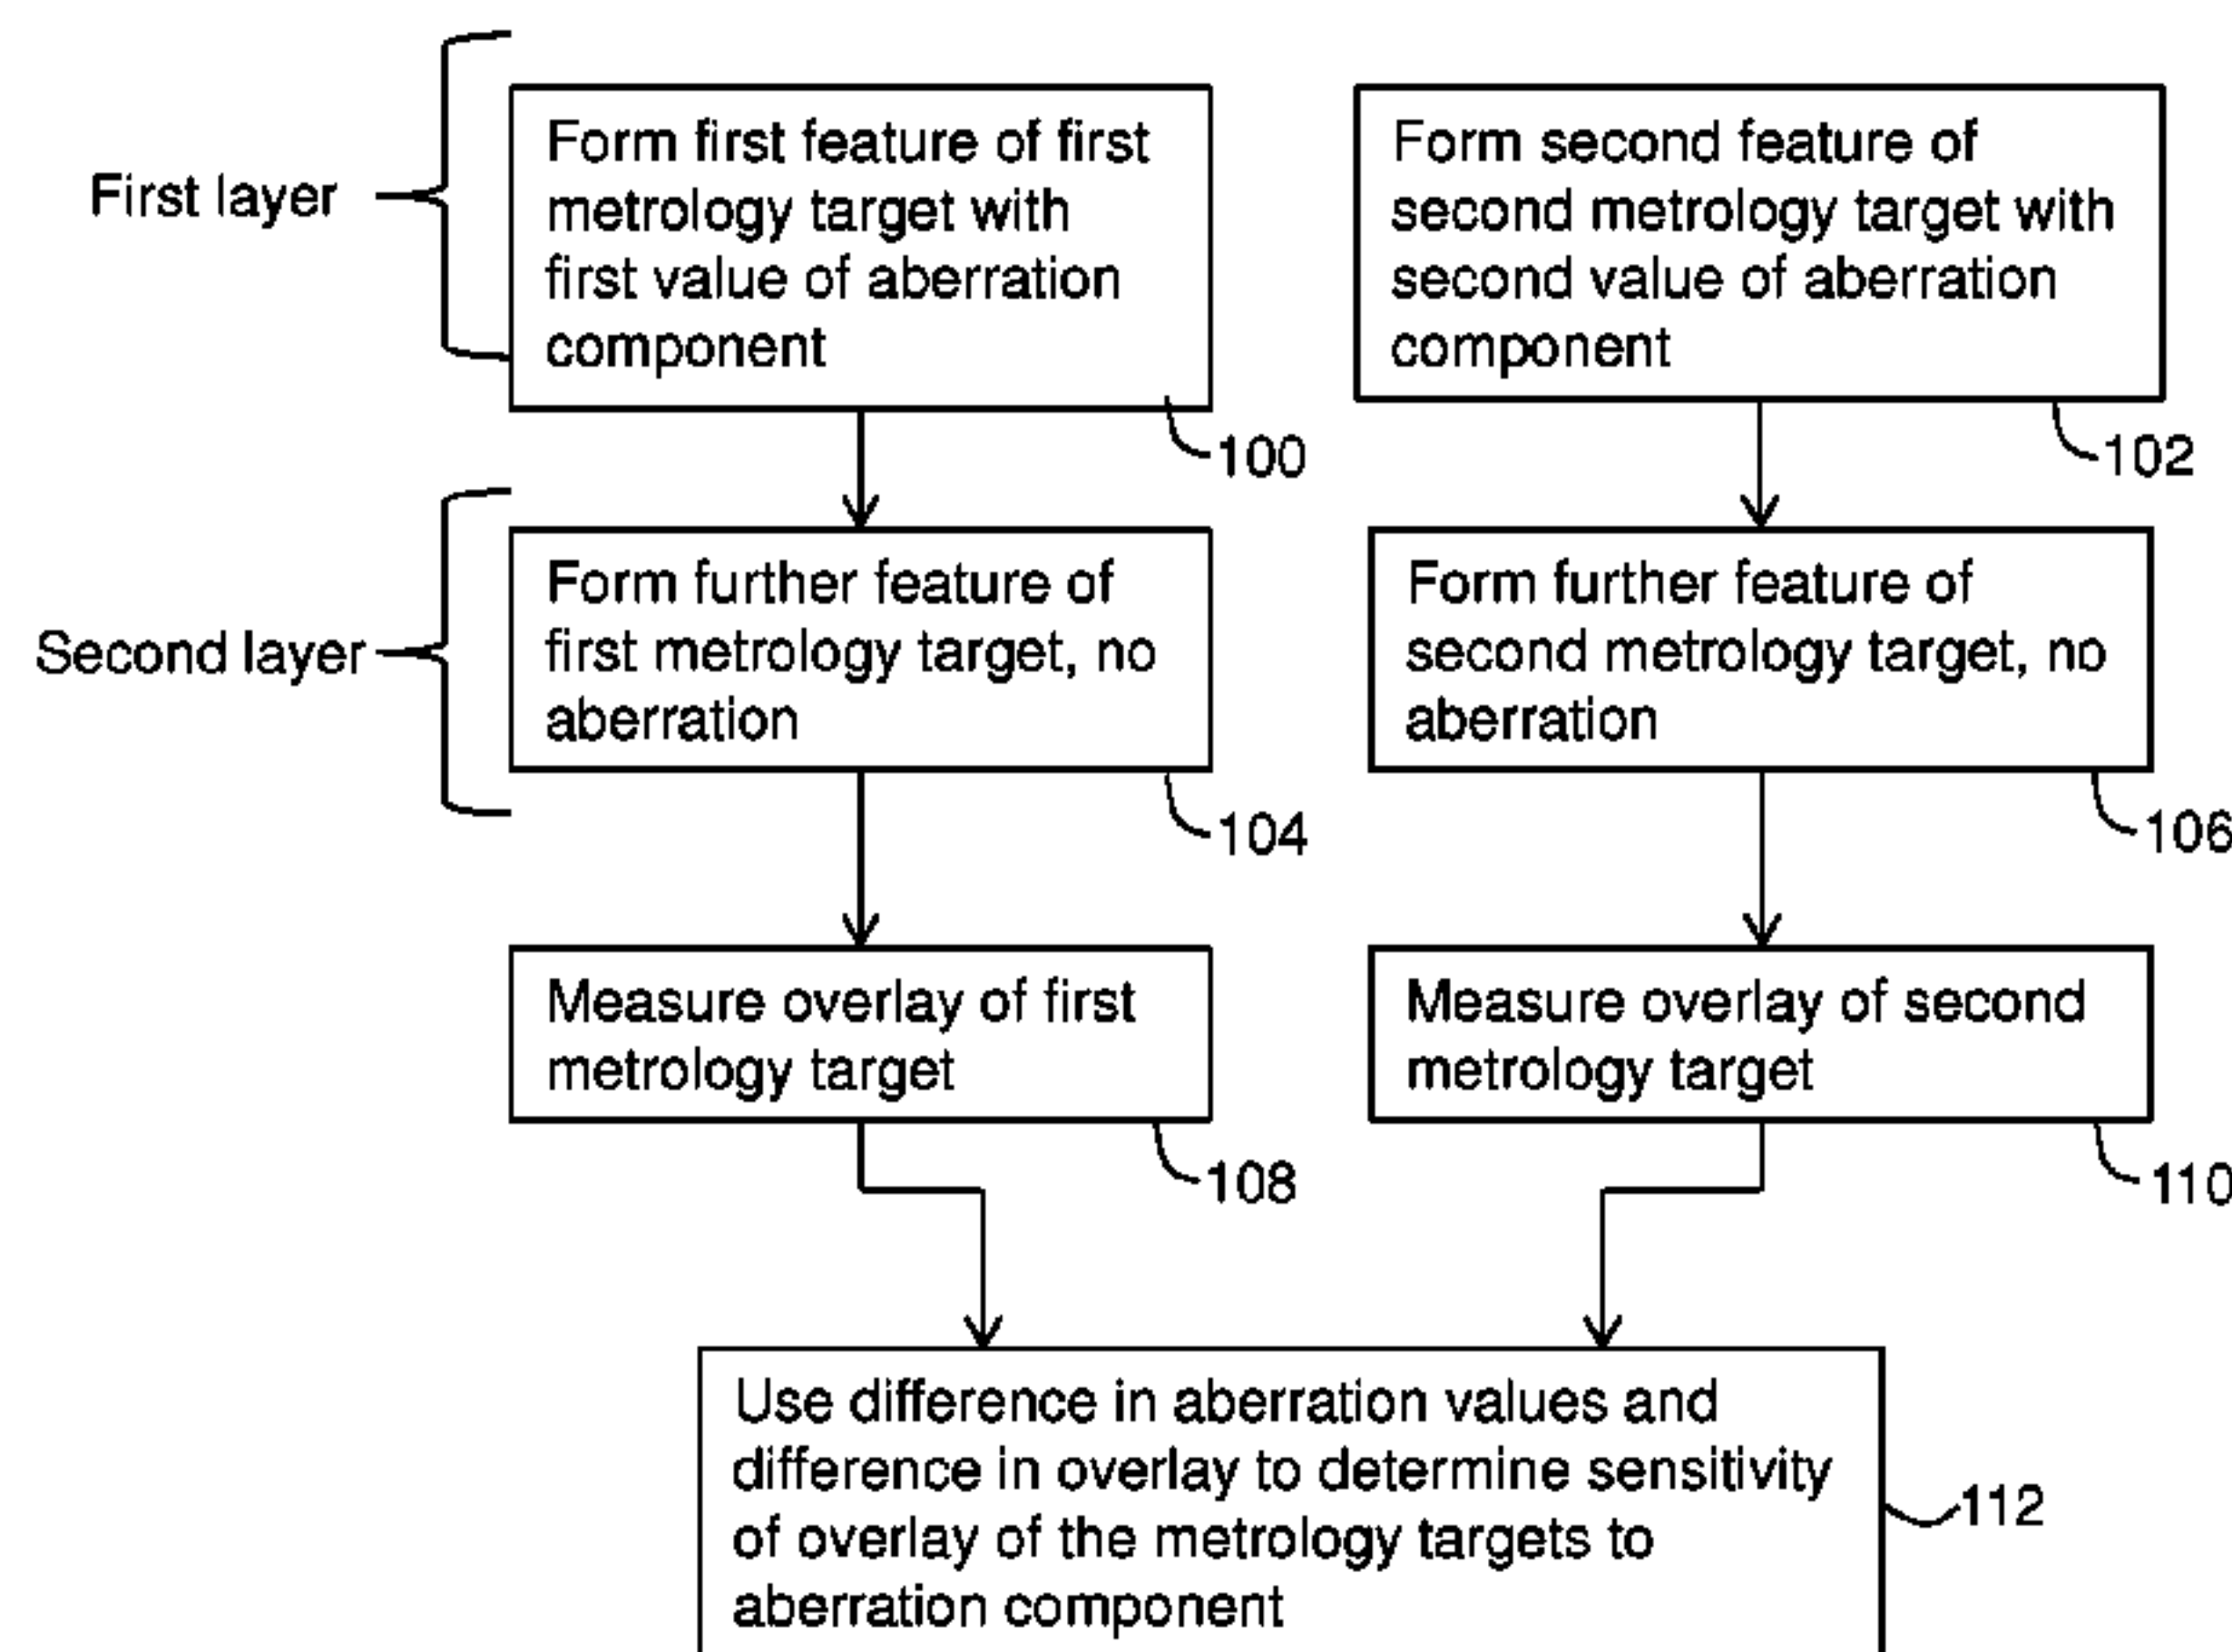 First layer
Form first feature of first
metrology target with
first value of aberration
component
100
Form second feature of
second metrology target with
second value of aberration
component
102
Second layer
Form further feature of
first metrology target, no
aberration
104
Form further feature of
second metrology target, no
aberration
106
Measure overlay of first
metrology target
108
Measure overlay of second
metrology target
110
Use difference in aberration values and
difference in overlay to determine sensitivity
of overlay of the metrology targets to
aberration component
112